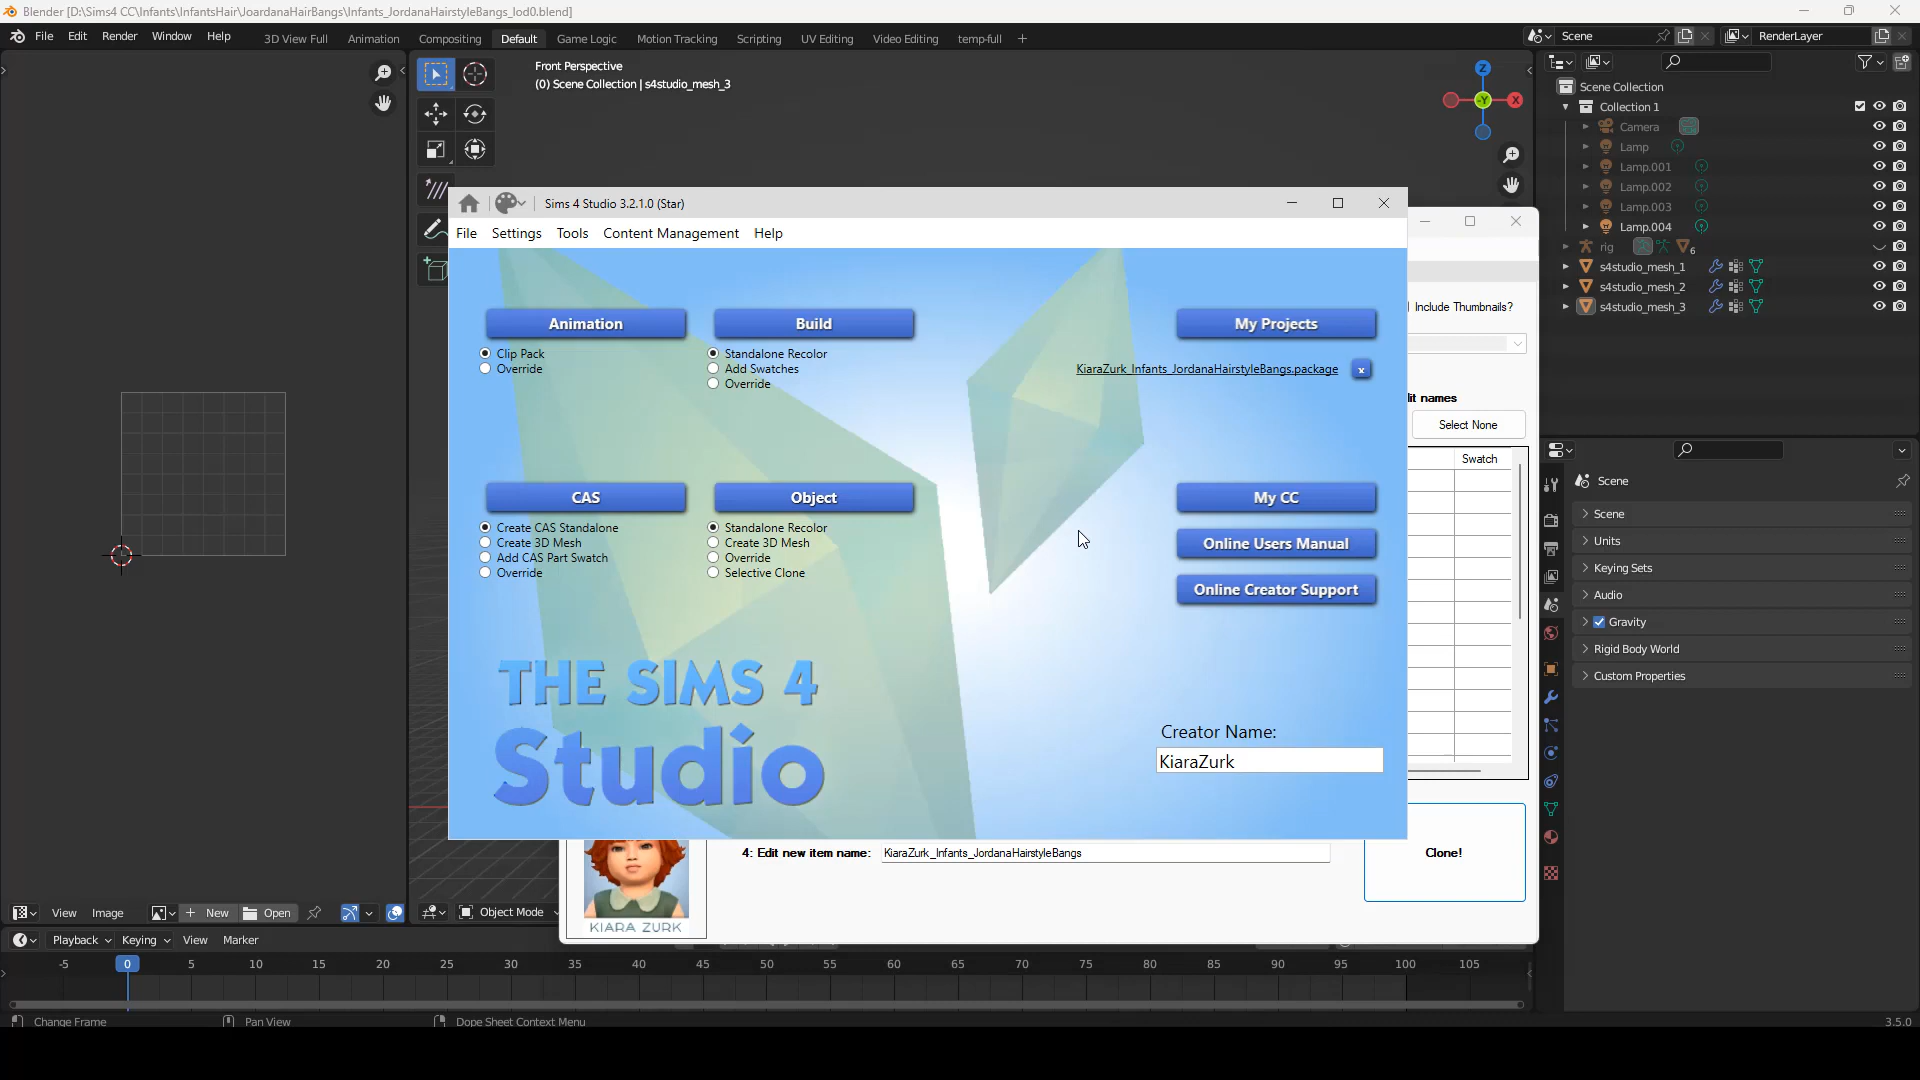 Blender [D:\Sims4 CC\Infants\InfantsHair\JoardanaHairBangs\Infants_JordanaHairstyleBangs_lod0.blend]
File Edit Render Window Help
3D View Full Animation Compositing Default Game Logic Motion Tracking Scripting UV Editing Video Editing temp-full +
Scene
RenderLayer
Front Perspective
(0) Scene Collection | s4studio_mesh_3
Z
-Y
X
Scene Collection
Collection 1
Camera
Lamp
Lamp.001
Lamp.002
Lamp.003
Lamp.004
rig
6
s4studio_mesh_1
s4studio_mesh_2
s4studio_mesh_3
Sims 4 Studio 3.2.1.0 (Star)
File Settings Tools Content Management Help
Animation
Clip Pack
Override
Build
Standalone Recolor
Add Swatches
Override
My Projects
KiaraZurk_Infants_JordanaHairstyleBangs.package
x
CAS
Create CAS Standalone
Create 3D Mesh
Add CAS Part Swatch
Override
Object
Standalone Recolor
Create 3D Mesh
Override
Selective Clone
My CC
Online Users Manual
Online Creator Support
THE SIMS 4
Studio
Creator Name:
KiaraZurk
Include Thumbnails?
names
Select None
Swatch
4: Edit new item name: KiaraZurk_Infants_JordanaHairstyleBangs
Clone!
KIARA ZURK
Scene
Scene
Units
Keying Sets
Audio
Gravity
Rigid Body World
Custom Properties
View Image New Open
Object Mode
Playback Keying View Marker
-5 0 5 10 15 20 25 30 35 40 45 50 55 60 65 70 75 80 85 90 95 100 105
Change Frame Pan View Dope Sheet Context Menu
3.5.0